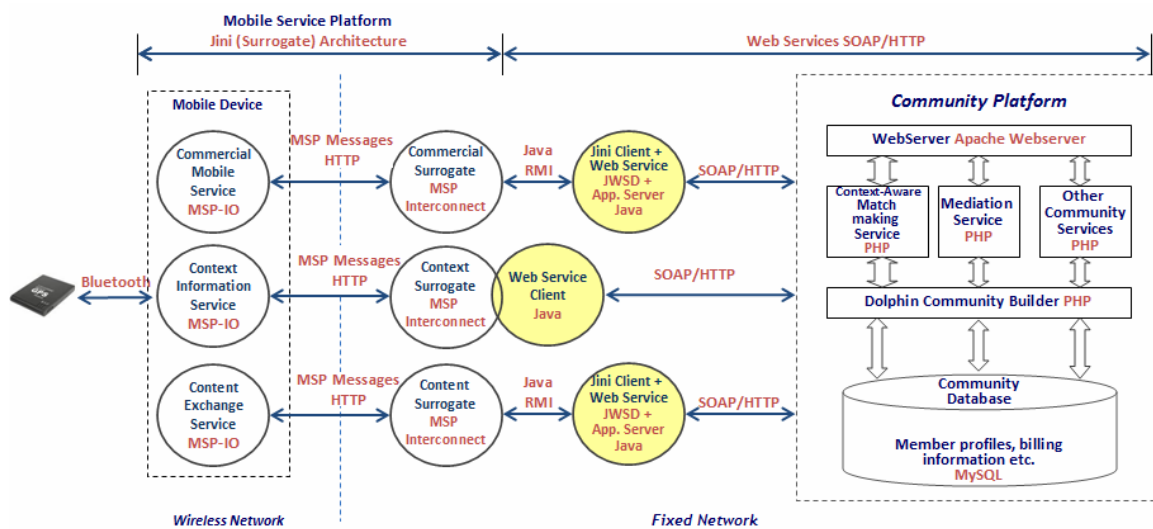 Mobile Service Platform
Jini (Surrogate) Architecture
Web Services SOAP/HTTP
Mobile Device
Commercial
Mobile
Service
MSP-IO
MSP Messages
HTTP
Commercial
Surrogate
MSP
Interconnect
Java
RMI
Jini Client +
Web Service
JWSD +
App. Server
Java
SOAP/HTTP
Bluetooth
GPS
Context
Information
Service
MSP-IO
MSP Messages
HTTP
Context
Surrogate
MSP
Interconnect
Web Service
Client
Java
SOAP/HTTP
Content
Exchange
Service
MSP-IO
MSP Messages
HTTP
Content
Surrogate
MSP
Interconnect
Java
RMI
Jini Client +
Web Service
JWSD +
App. Server
Java
SOAP/HTTP
Community Platform
WebServer Apache Webserver
Context-Aware
Match
making
Service
PHP
Mediation
Service
PHP
Other
Community
Services
PHP
Dolphin Community Builder PHP
Community
Database
Member profiles, billing
information etc.
MySQL
Wireless Network
Fixed Network